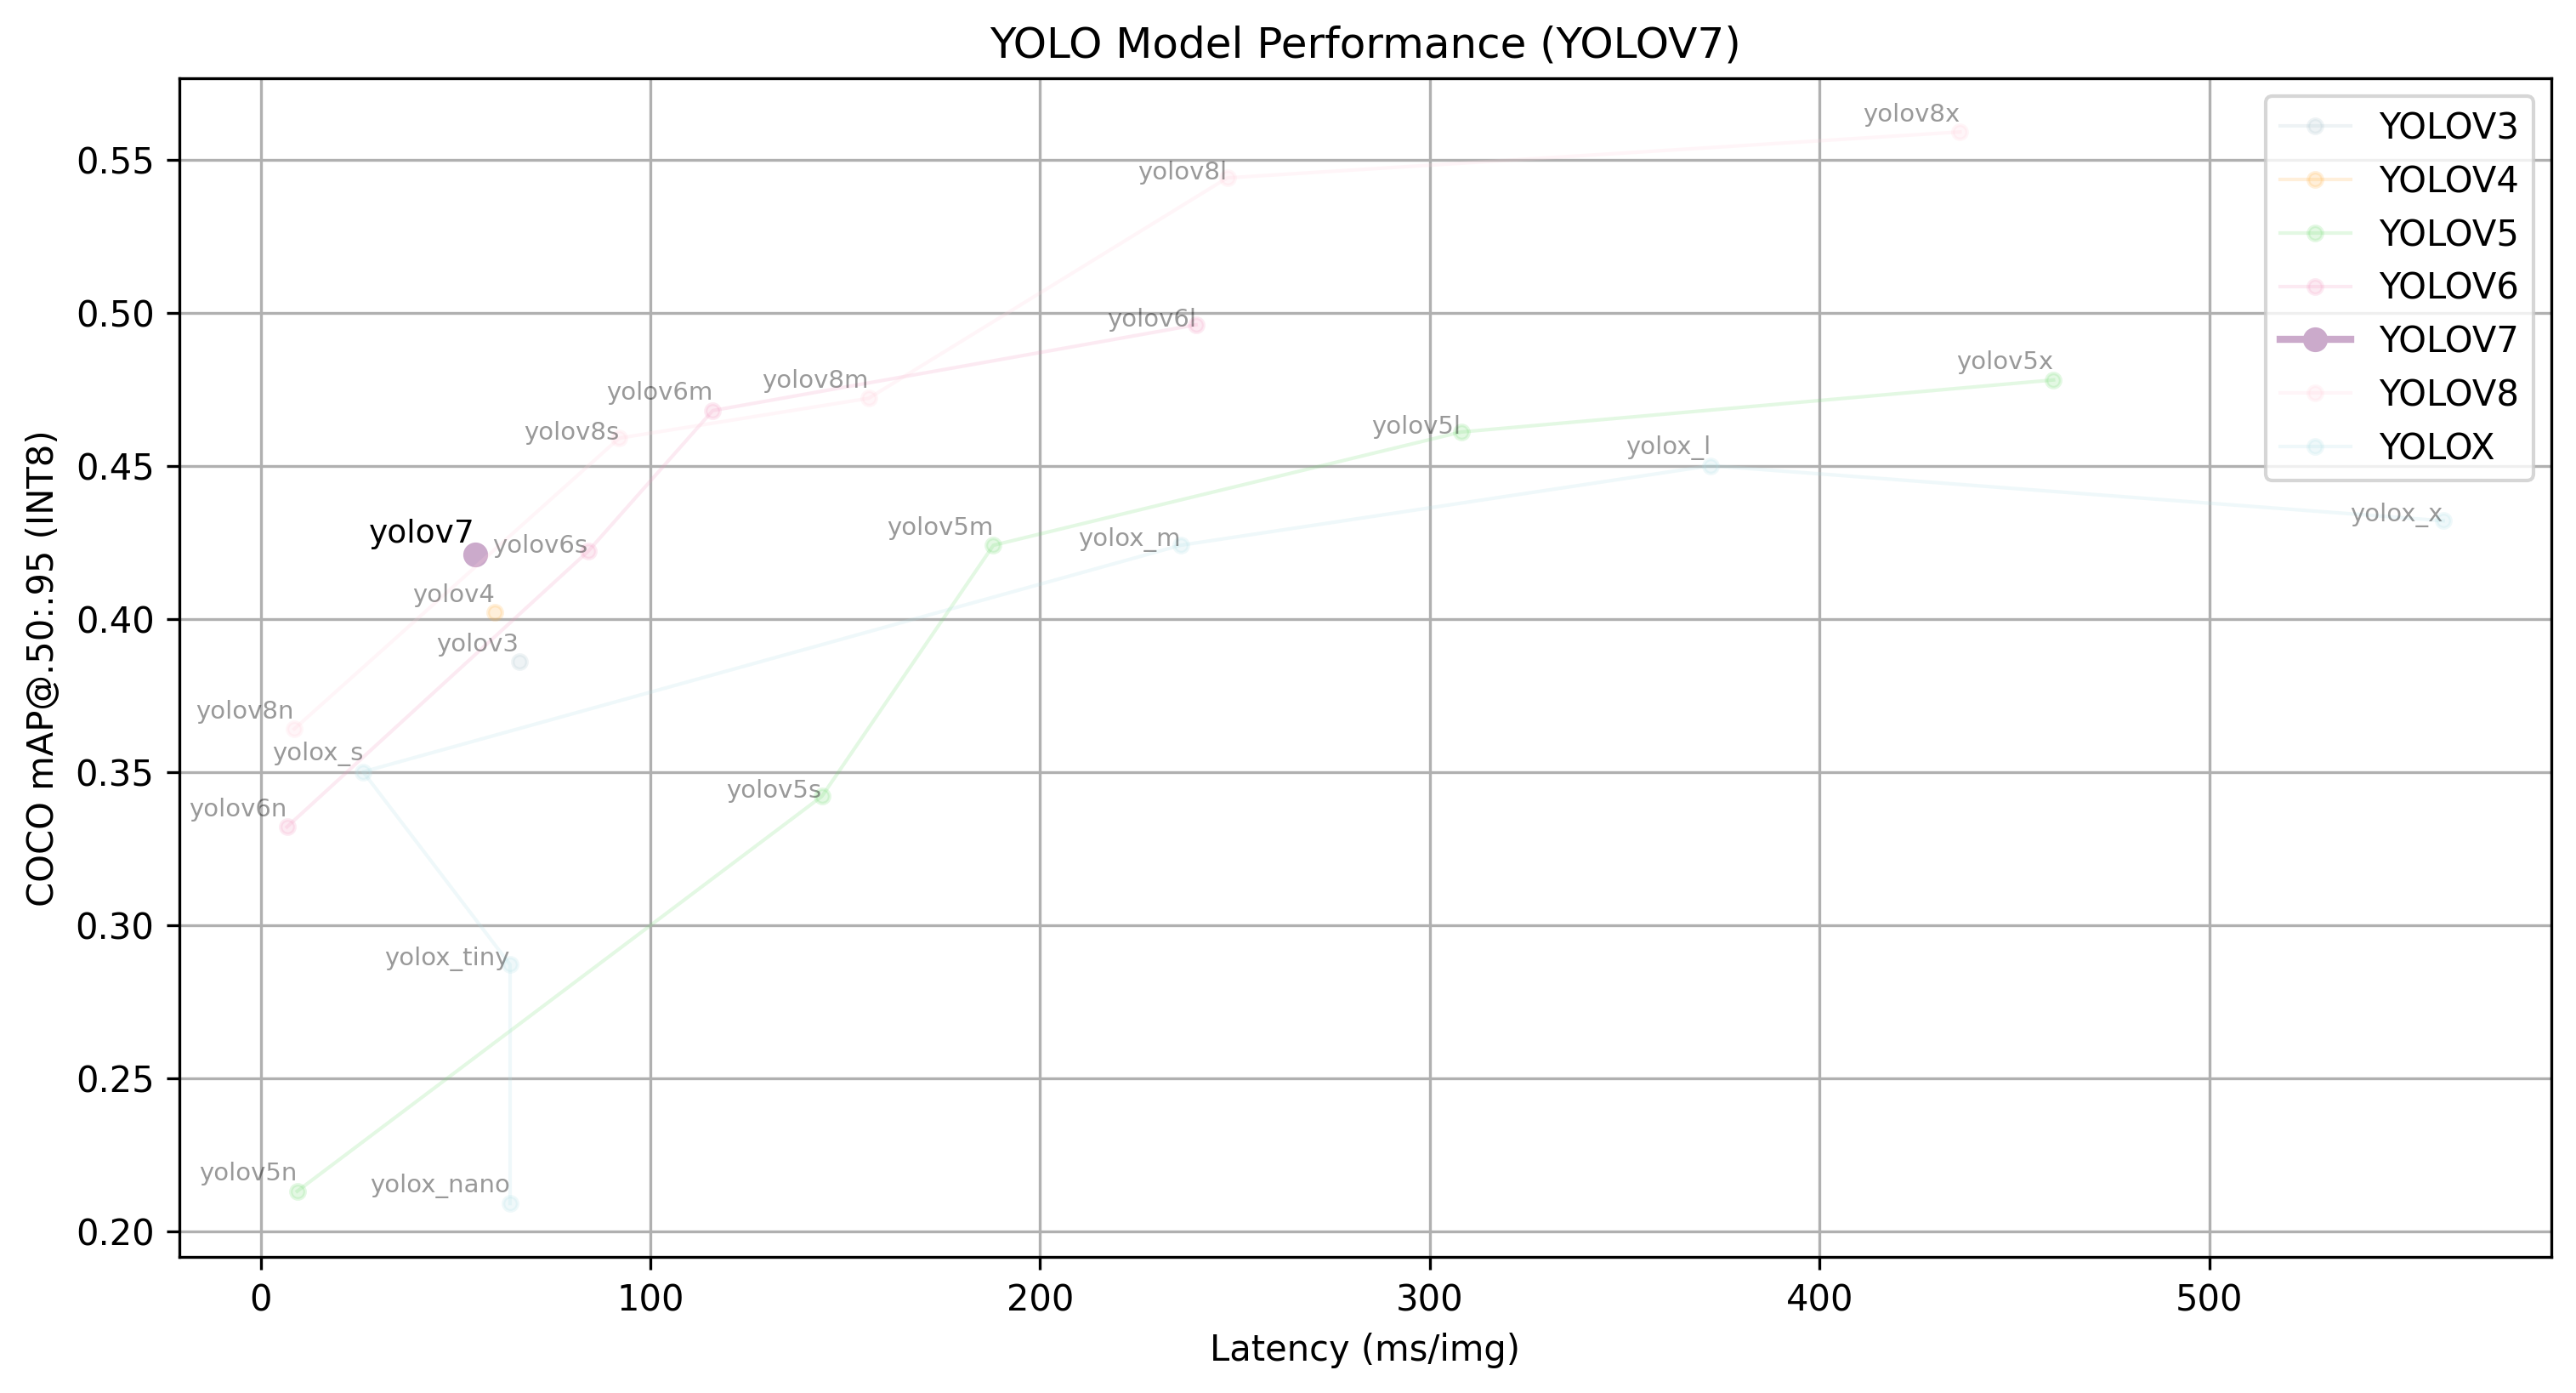 YOLO Model Performance (YOLOV7)
COCO mAP@.50:.95 (INT8)
0.55
0.50
0.45
0.40
0.35
0.30
0.25
0.20
yolov8x
yolov8l
yolov6l
yolov8m
yolov6m
yolov5x
yolov8s
yolov5l
yolox_l
yolov7
yolov6s
yolov5m
yolox_m
yolox_x
yolov4
yolov3
yolov8n
yolox_s
yolov6n
yolov5s
yolox_tiny
yolov5n
yolox_nano
YOLOV3
YOLOV4
YOLOV5
YOLOV6
YOLOV7
YOLOV8
YOLOX
0 100 200 300 400 500
Latency (ms/img)